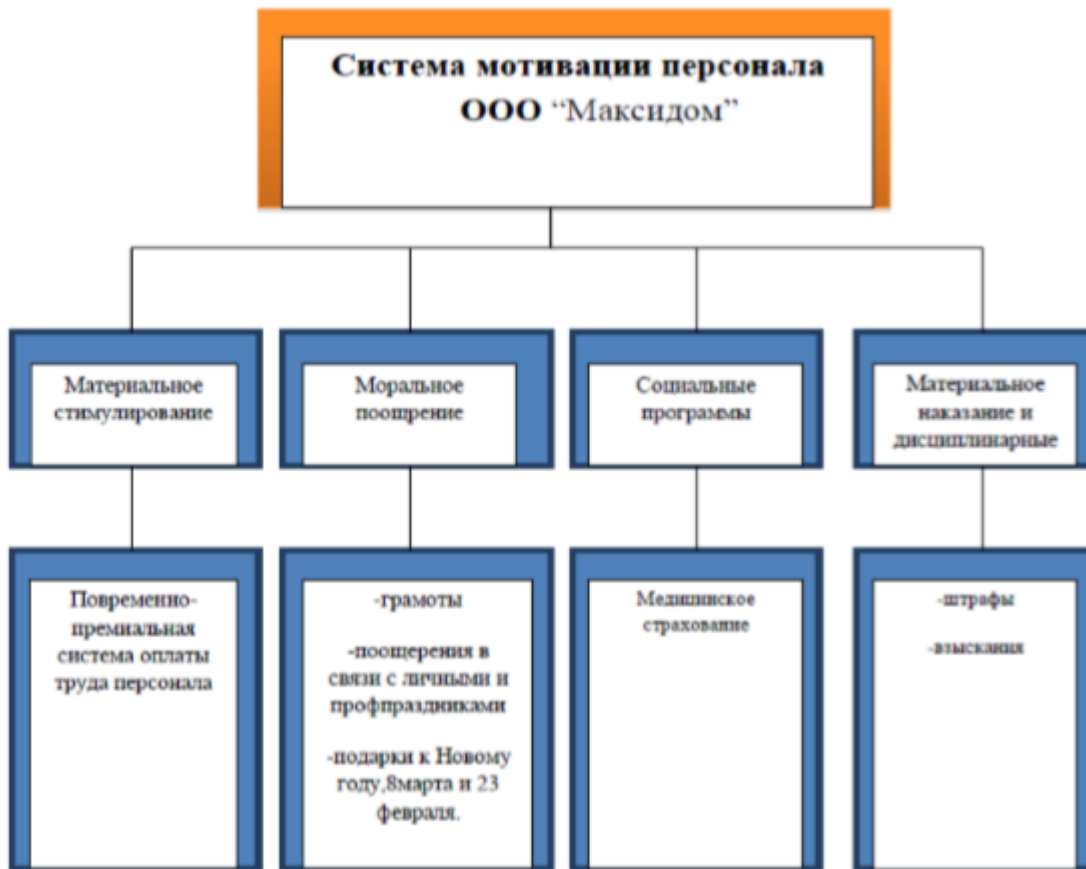 Система мотивации персонала
ООО “Максидом”
Материальное
стимулирование
Моральное
поощрение
Социальные
программы
Материальное
наказание и
дисциплинарные
Повременно-
премиальная
система оплаты
труда персонала
-грамоты
-поощерения в
связи с личными и
профпраздниками
-подарки к Новому
году,8марта и 23
февраля.
Медицинское
страхование
-штрафы
-взыскания